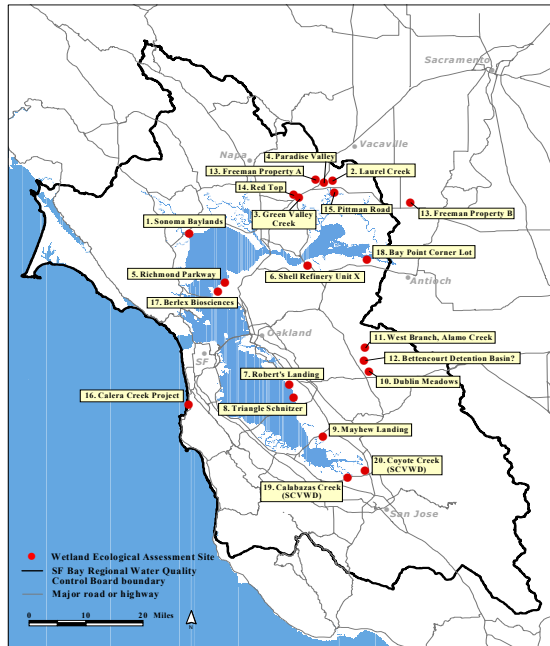 Sacramento
Vacaville
Napa
4. Paradise Valley
13. Freeman Property A
2. Laurel Creek
14. Red Top
3. Green Valley
Creek
15. Pittman Road
13. Freeman Property B
1. Sonoma Baylands
18. Bay Point Corner Lot
5. Richmond Parkway
6. Shell Refinery Unit X
Antioch
17. Berlex Biosciences
Oakland
11. West Branch, Alamo Creek
SF
12. Bettencourt Detention Basin?
7. Robert's Landing
10. Dublin Meadows
16. Calera Creek Project
8. Triangle Schnitzer
9. Mayhew Landing
20. Coyote Creek
(SCVWD)
19. Calabazas Creek
(SCVWD)
San Jose
Wetland Ecological Assessment Site
SF Bay Regional Water Quality
Control Board boundary
Major road or highway
0 10 20 Miles
N